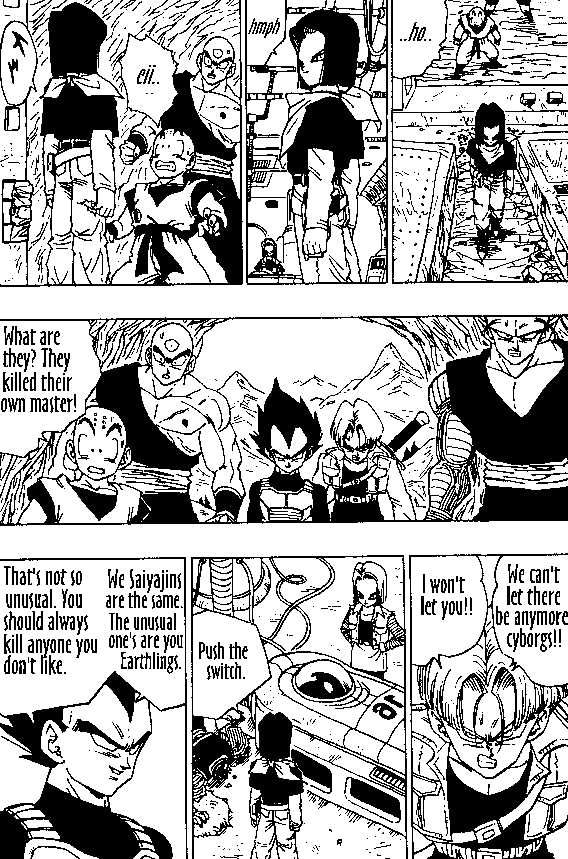 eii..
hmph
..ho..
What are
they? They
killed their
own master!
That's not so
unusual. You
should always
kill anyone you
don't like.
We Saiyajins
are the same.
The unusual
one's are you
Earthlings.
Push the
switch.
I won't
let you!!
We can't
let there
be anymore
cyborgs!!